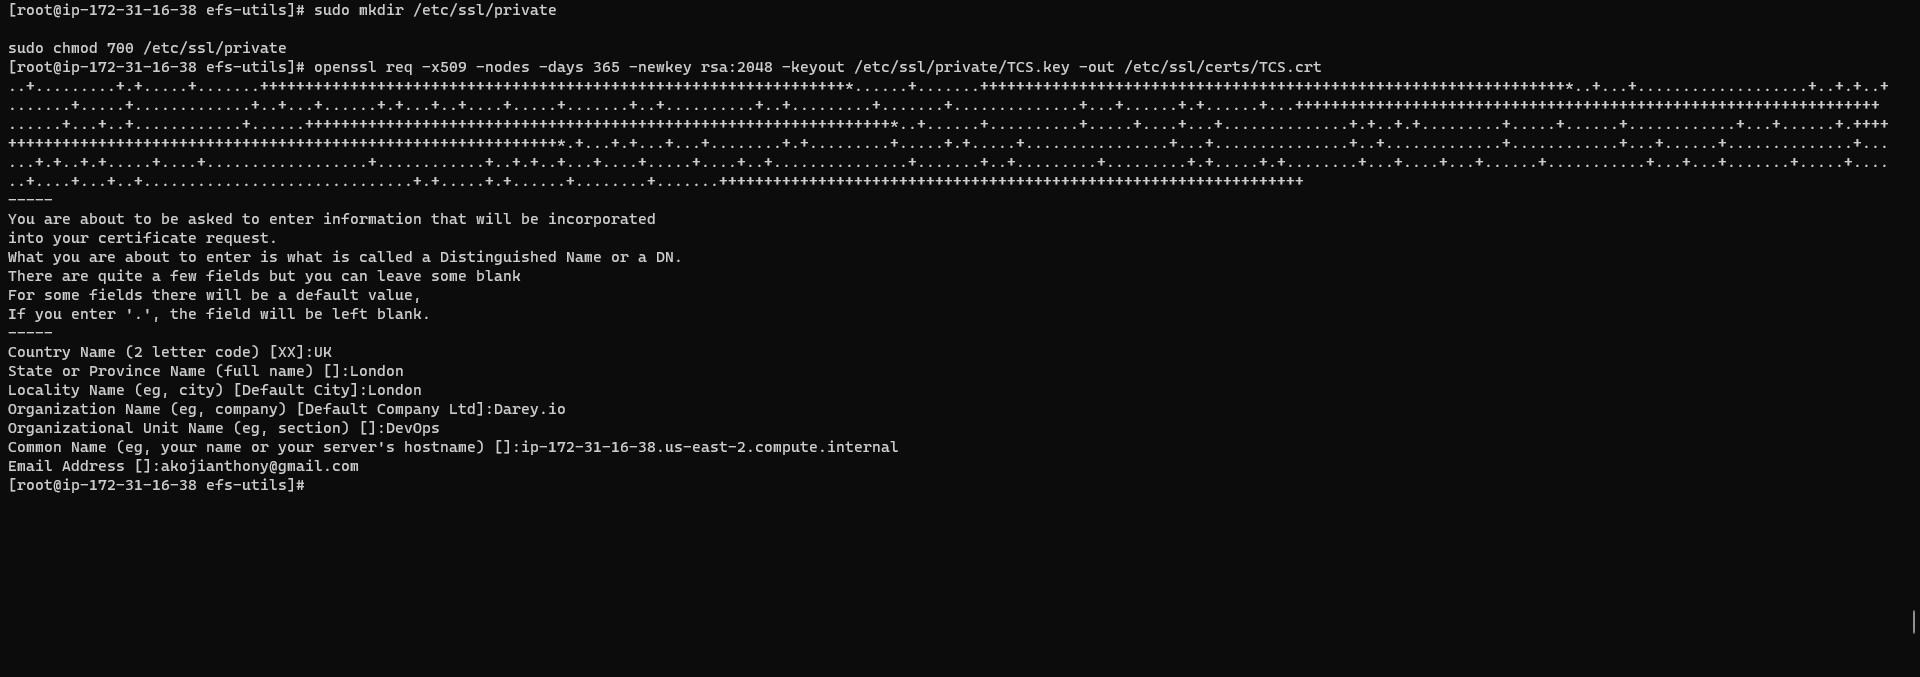 [root@ip-172-31-16-38 efs-utils]# sudo mkdir /etc/ssl/private
sudo chmod 700 /etc/ssl/private
[root@ip-172-31-16-38 efs-utils]# openssl req -x509 -nodes -days 365 -newkey rsa:2048 -keyout /etc/ssl/private/TCS.key -out /etc/ssl/certs/TCS.crt
-----
You are about to be asked to enter information that will be incorporated
into your certificate request.
What you are about to enter is what is called a Distinguished Name or a DN.
There are quite a few fields but you can leave some blank
For some fields there will be a default value,
If you enter '.', the field will be left blank.
-----
Country Name (2 letter code) [XX]:UK
State or Province Name (full name) []:London
Locality Name (eg, city) [Default City]:London
Organization Name (eg, company) [Default Company Ltd]:Darey.io
Organizational Unit Name (eg, section) []:DevOps
Common Name (eg, your name or your server's hostname) []:ip-172-31-16-38.us-east-2.compute.internal
Email Address []:akojianthony@gmail.com
[root@ip-172-31-16-38 efs-utils]#